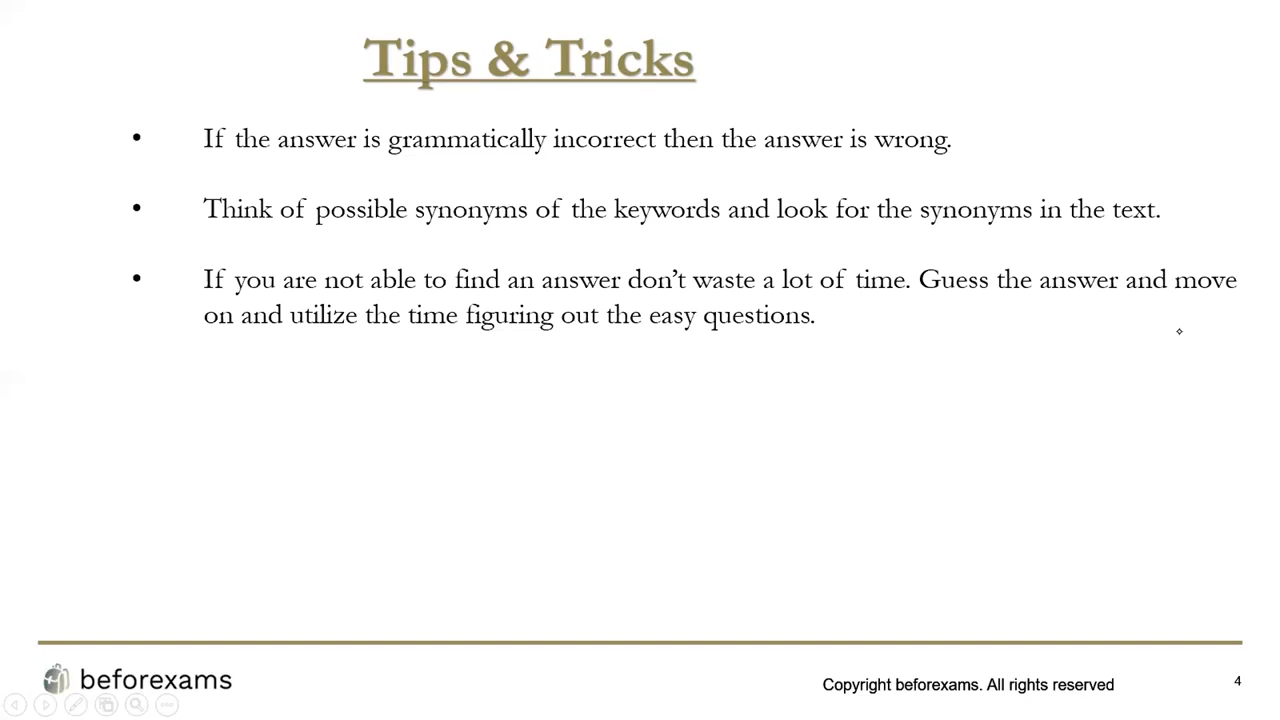 Tips & Tricks
• If the answer is grammatically incorrect then the answer is wrong.
• Think of possible synonyms of the keywords and look for the synonyms in the text.
• If you are not able to find an answer don’t waste a lot of time. Guess the answer and move
on and utilize the time figuring out the easy questions.
beforexams
Copyright beforexams. All rights reserved
4